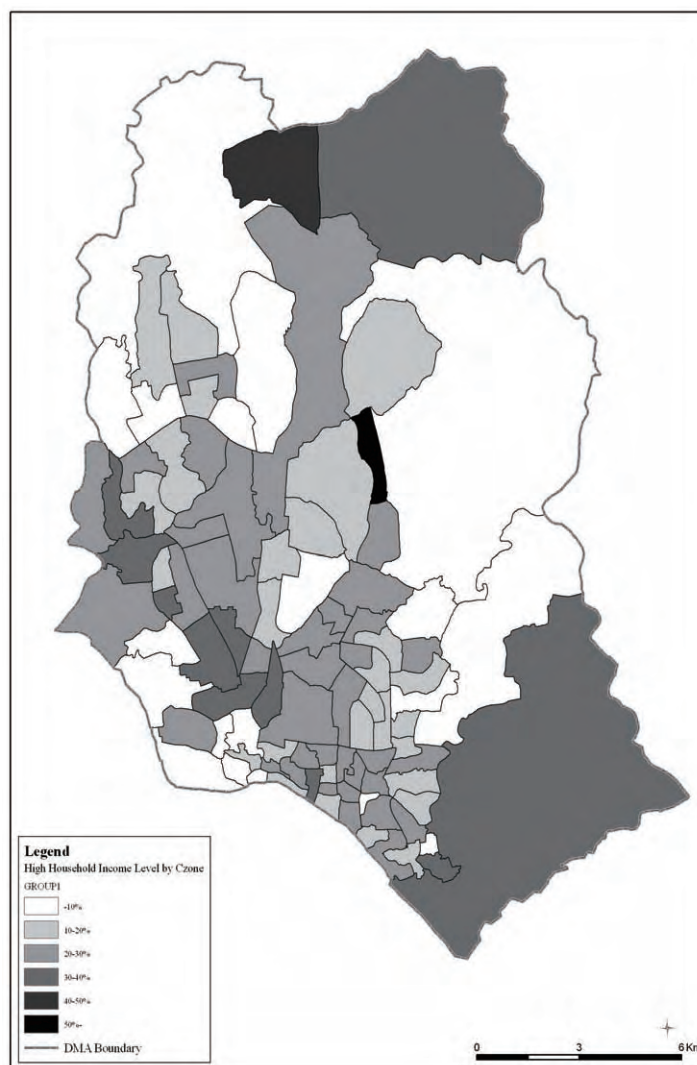 Legend
High Household Income Level by Czone
GROUP1
-10%
10-20%
20-30%
30-40%
40-50%
50%-
DMA Boundary
0 3 6 Km